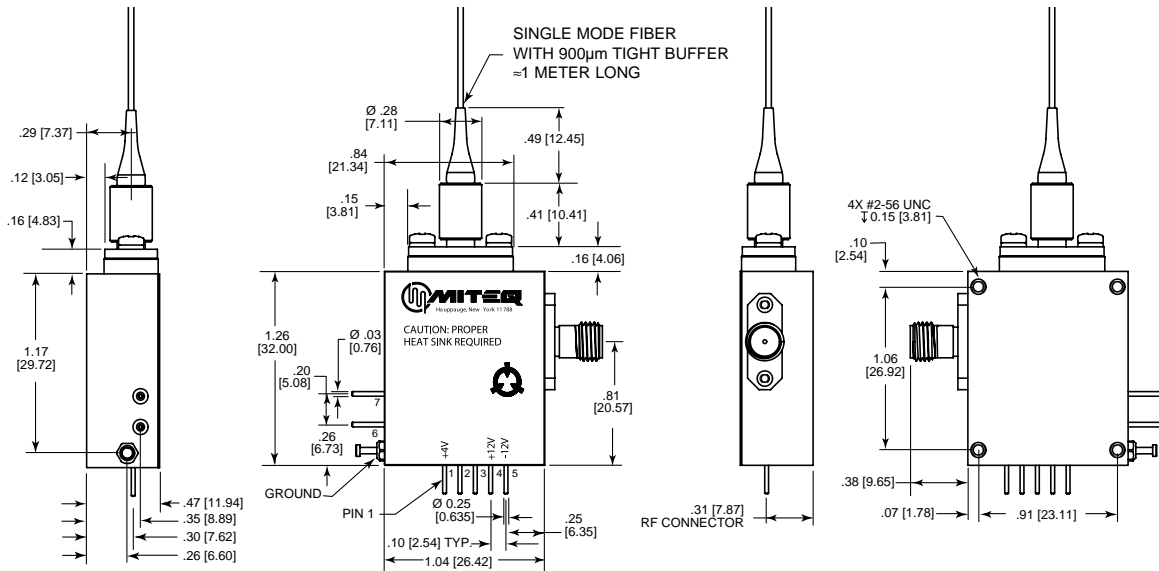 SINGLE MODE FIBER
WITH 900µm TIGHT BUFFER
≈1 METER LONG
.29 [7.37]
.12 [3.05]
.16 [4.83]
1.17
[29.72]
.47 [11.94]
.35 [8.89]
.30 [7.62]
.26 [6.60]
Ø .28
[7.11]
.84
[21.34]
.15
[3.81]
.49 [12.45]
.41 [10.41]
.16 [4.06]
1.26
[32.00]
Ø .03
[0.76]
.20
[5.08]
.26
[6.73]
MITEQ
Hauppauge, New York 11788
CAUTION: PROPER
HEAT SINK REQUIRED
7
6
+4V
+12V
-12V
1 2 3 4 5
.81
[20.57]
GROUND
PIN 1
Ø 0.25
[0.635]
.10 [2.54] TYP.
.25
[6.35]
1.04 [26.42]
.31 [7.87]
RF CONNECTOR
4X #2-56 UNC
↧ 0.15 [3.81]
.10
[2.54]
1.06
[26.92]
.38 [9.65]
.07 [1.78]
.91 [23.11]